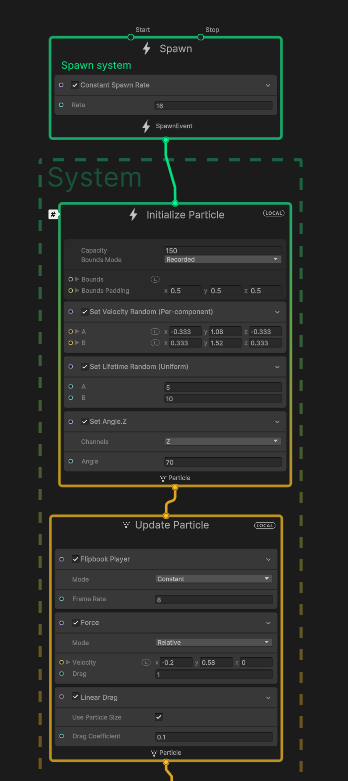 Start Stop
Spawn
Spawn system
Constant Spawn Rate
Rate 16
SpawnEvent
System
# Initialize Particle LOCAL
Capacity 150
Bounds Mode Recorded
Bounds L
Bounds Padding x 0.5 y 0.5 z 0.5
Set Velocity Random (Per-component)
A L x -0.333 y 1.08 z -0.333
B L x 0.333 y 1.52 z 0.333
Set Lifetime Random (Uniform)
A 5
B 10
Set Angle.Z
Channels Z
Angle 70
Particle
Update Particle LOCAL
Flipbook Player
Mode Constant
Frame Rate 8
Force
Mode Relative
Velocity L x -0.2 y 0.58 z 0
Drag 1
Linear Drag
Use Particle Size
Drag Coefficient 0.1
Particle